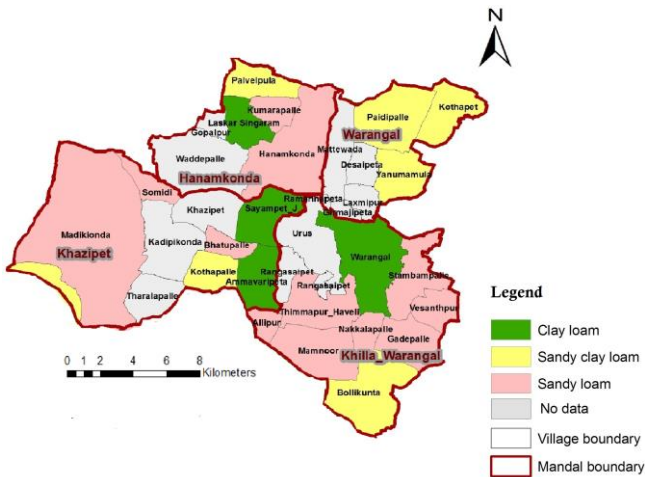 N
Palvelpula
Kothapet
Kumarapalle
Paidipalle
Laskar Singaram
Gopalpur
Warangal
Mattewada
Waddepalle
Hanamkonda
Desaipeta
Hanamkonda
Yanumamula
Somidi
Ramannapeta
Laxmipur
Khazipet
Sayampet_J
Girmajipeta
Madikonda
Urus
Khazipet
Kadipikonda
Bhatupalle
Warangal
Kothapalle
Rangasaipet
Stambampalle
Ammavaripeta
Rangasaipet
Tharalapalle
Thimmapur_Haveli
Vesanthpur
Allipur
Nakkalapalle
Gadepalle
Mamnoor
Khilla_Warangal
Bollikunta
0 1 2 4 6 8
Kilometers
Legend
Clay loam
Sandy clay loam
Sandy loam
No data
Village boundary
Mandal boundary